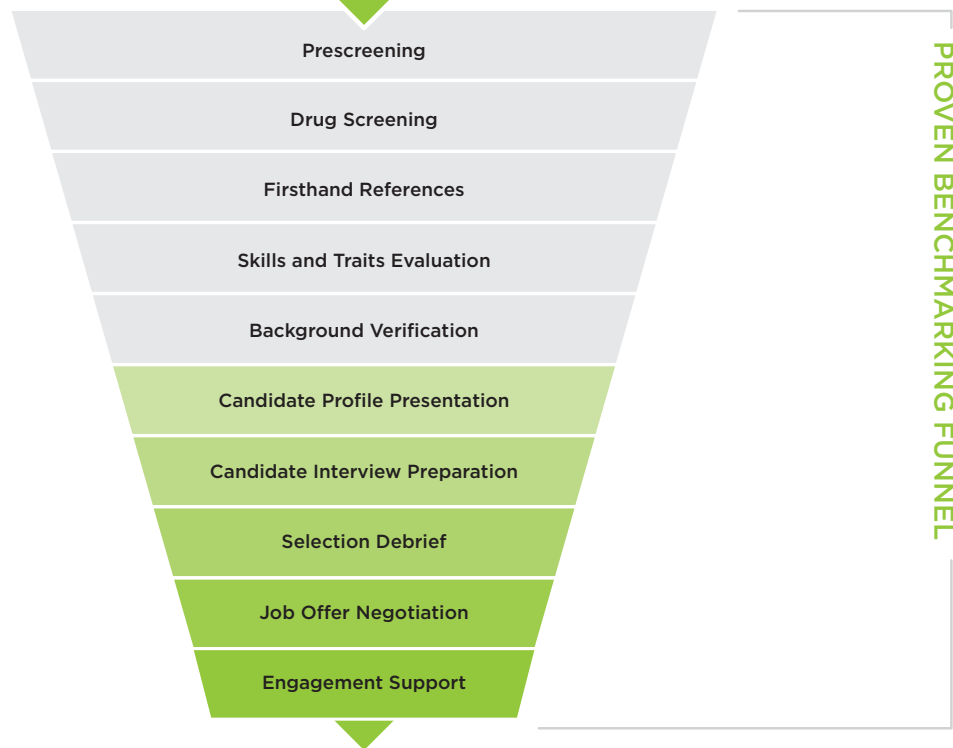 Prescreening
Drug Screening
Firsthand References
Skills and Traits Evaluation
Background Verification
Candidate Profile Presentation
Candidate Interview Preparation
Selection Debrief
Job Offer Negotiation
Engagement Support
PROVEN BENCHMARKING FUNNEL